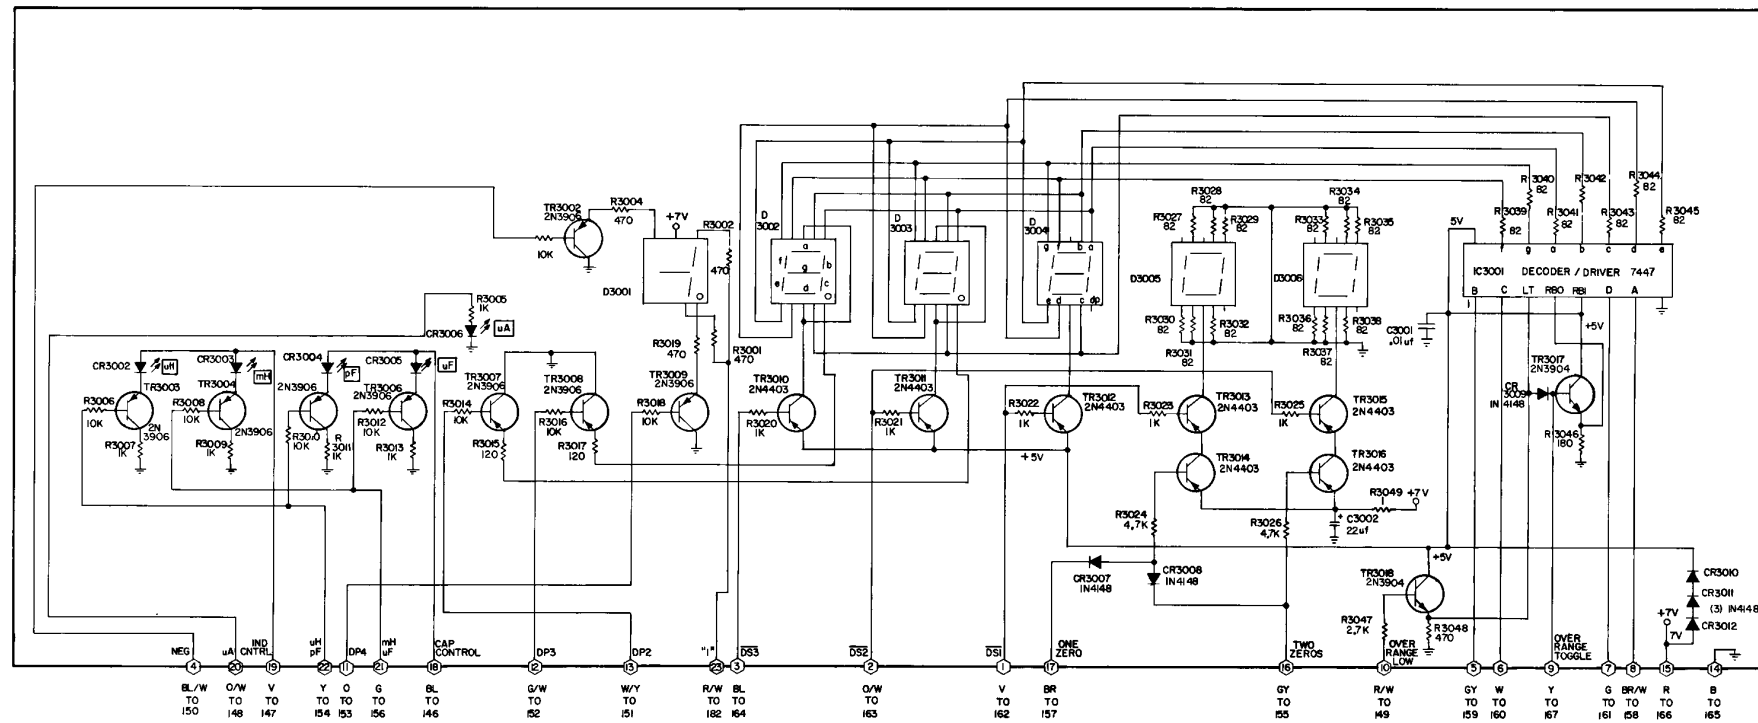 TR3002
2N3906
R3004
470
10K
+7V
R3002
470
D3001
D
3002
a
f
g
b
e
d
c
D
3003
D
3004
g f b a
e d c dp
R3028
82
R3027
82
R3029
82
R3034
82
R3033
82
R3035
82
D3005
D3006
R3030
82
R3032
82
R3031
82
R3036
82
R3038
82
R3037
82
R3040
82
R3042
R3044
82
R3039
82
R3041
82
R3043
82
R3045
82
5V
f g a b c d e
IC3001 DECODER / DRIVER 7447
B C LT RBO RBI D A
C3001
.01uf
+5V
R3005
1K
CR3006
uA
CR3002
uH
CR3003
mH
CR3004
pF
CR3005
uF
TR3003
2N
3906
TR3004
2N3906
2N3906
TR3006
2N3906
R3006
10K
R3007
1K
R3008
10K
R3009
1K
R3010
10K
R
3011
1K
R3012
10K
R3013
1K
TR3007
2N3906
R3014
10K
R3015
120
TR3008
2N3906
R3016
10K
R3017
120
R3019
470
R3001
470
TR3009
2N3906
R3018
10K
TR3010
2N4403
R3020
1K
TR3011
2N4403
R3021
1K
R3022
1K
TR3012
2N4403
R3023
1K
TR3013
2N4403
R3025
1K
TR3015
2N4403
+5V
TR3014
2N4403
TR3016
2N4403
TR3017
2N3904
CR
3009
1N4148
R3046
180
R3024
4.7K
R3026
4.7K
R3049
+7V
+ C3002
22uf
CR3007
1N4148
CR3008
1N4148
+5V
TR3018
2N3904
R3047
2.7K
R3048
470
CR3010
CR3011
(3) 1N4148
CR3012
+7V
7V
NEG
uA
IND
CNTRL
uH
pF
DP4
mH
uF
CAP
CONTROL
DP3
DP2
"1"
DS3
DS2
DS1
ONE
ZERO
TWO
ZEROS
OVER
RANGE
LOW
OVER
RANGE
TOGGLE
4 20 19 22 11 21 18 12 13 23 3 2 1 17 16 10 5 6 9 7 8 15 14
BL/W O/W V Y O G BL G/W W/Y R/W BL O/W V BR GY R/W GY W Y G BR/W R B
TO TO TO TO TO TO TO TO TO TO TO TO TO TO TO TO TO TO TO TO TO TO TO
150 148 147 154 153 156 146 152 151 182 164 163 162 157 155 149 159 160 167 161 158 166 165